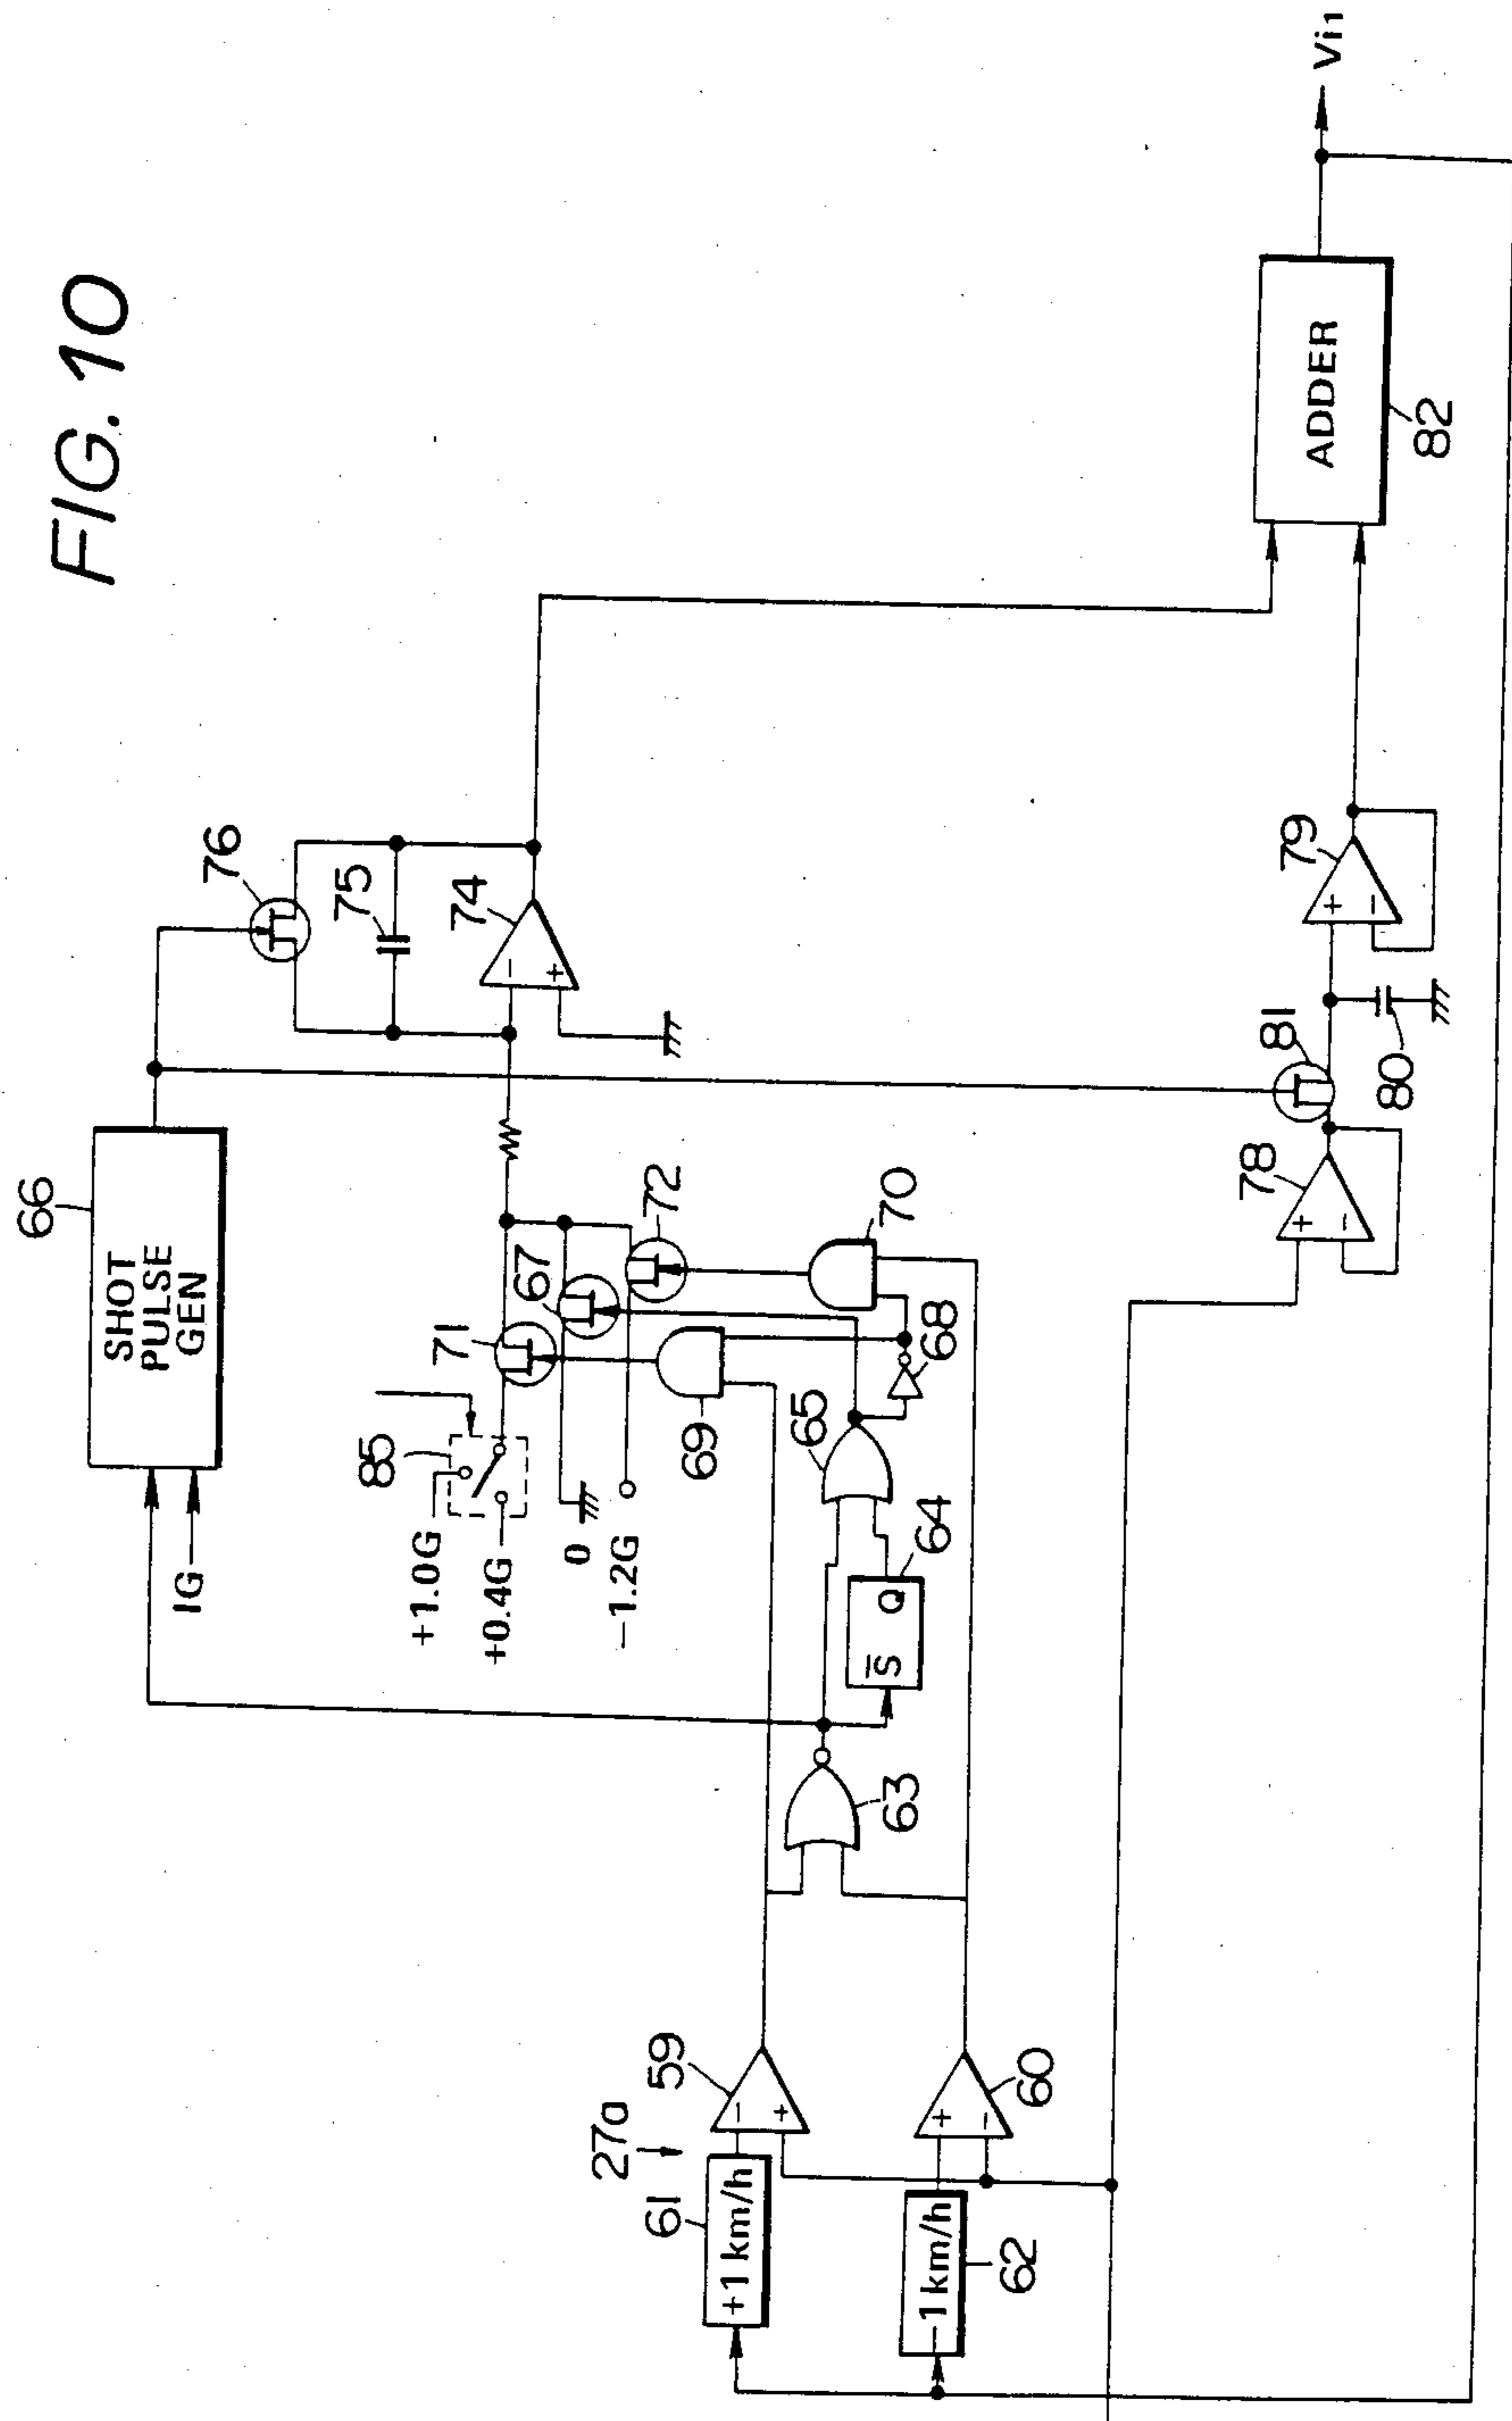 FIG. 10
66
SHOT
PULSE
GEN
IG
76
75
74
85
+1.0G
+0.4G
0
−1.2G
71
67
72
69
70
68
65
64
S̅ Q
63
27a
59
61
+1 km/h
60
−1 km/h
62
−
+
+
−
−
+
78
+
−
81
80
79
+
−
ADDER
82
Vi1